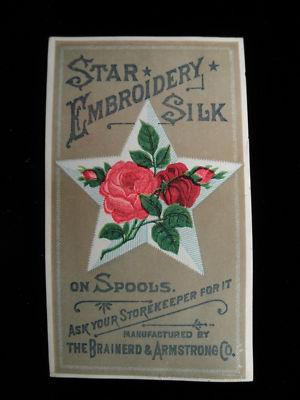 STAR
EMBROIDERY
SILK
ON SPOOLS.
ASK YOUR STOREKEEPER FOR IT
MANUFACTURED BY
THE BRAINERD & ARMSTRONG CO.